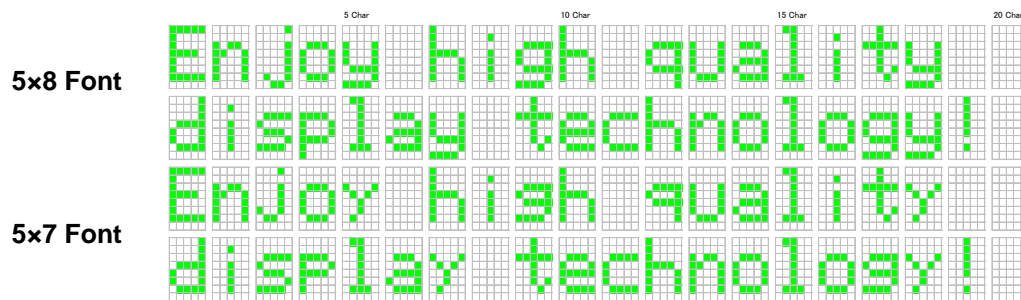 5 Char 10 Char 15 Char 20 Char
5×8 Font
Enjoy high quality
display technology!
5×7 Font
Enjoy high quality
display technology!